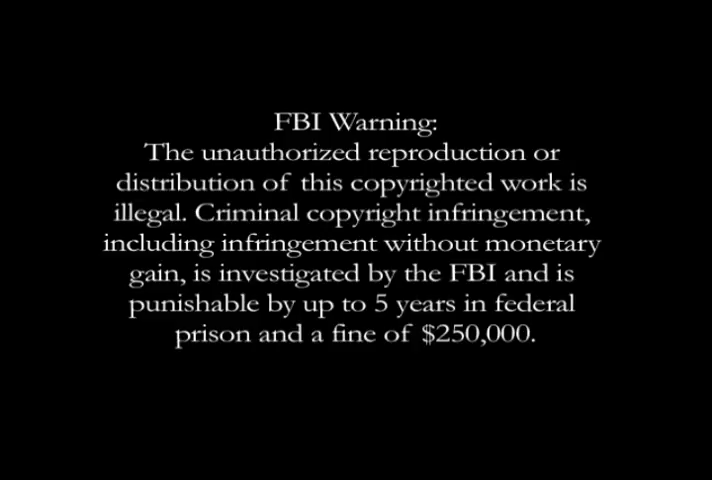 FBI Warning:
The unauthorized reproduction or
distribution of this copyrighted work is
illegal. Criminal copyright infringement,
including infringement without monetary
gain, is investigated by the FBI and is
punishable by up to 5 years in federal
prison and a fine of $250,000.